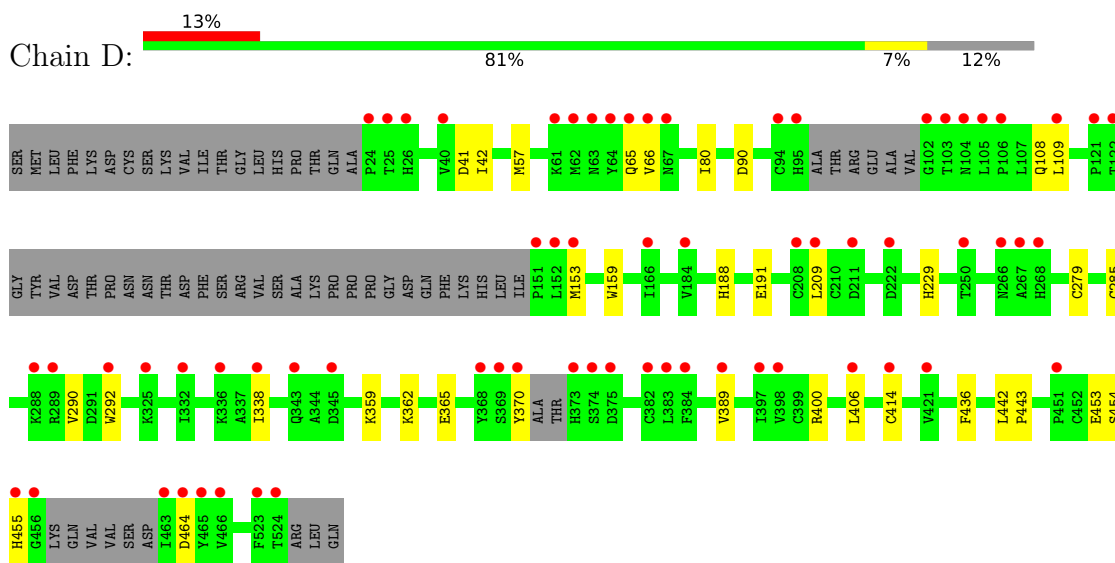 13%
Chain D:
81% 7% 12%
SER MET LEU PHE LYS ASP CYS SER LYS VAL ILE THR GLY LEU HIS PRO THR GLN ALA P24 T25 H26 V40 D41 I42 M57 K61 M62 N63 Y64 Q65 V66 N67 I80 D90 C94 H95 ALA THR ARG GLU ALA VAL G102 T103 N104 L105 P106 L107 Q108 L109 P121 T122
GLY TYR VAL ASP THR PRO ASN ASN THR ASP PHE SER ARG VAL SER ALA LYS PRO PRO PRO GLY ASP GLN PHE LYS HIS LEU ILE P151 L152 M153 W159 I166 V184 H188 E191 C208 L209 C210 D211 D222 H229 T250 N266 A267 H268 C279 C285
K288 R289 V290 D291 W292 K325 I332 K336 A337 I338 Q343 A344 D345 K359 K362 E365 Y368 S369 Y370 ALA THR H373 S374 D375 C382 L383 F384 V389 I397 V398 C399 R400 L406 C414 V421 F436 L442 P443 P451 C452 E453 S454
H455 G456 LYS GLN VAL VAL SER ASP I463 D464 Y465 V466 F523 T524 ARG LEU GLN